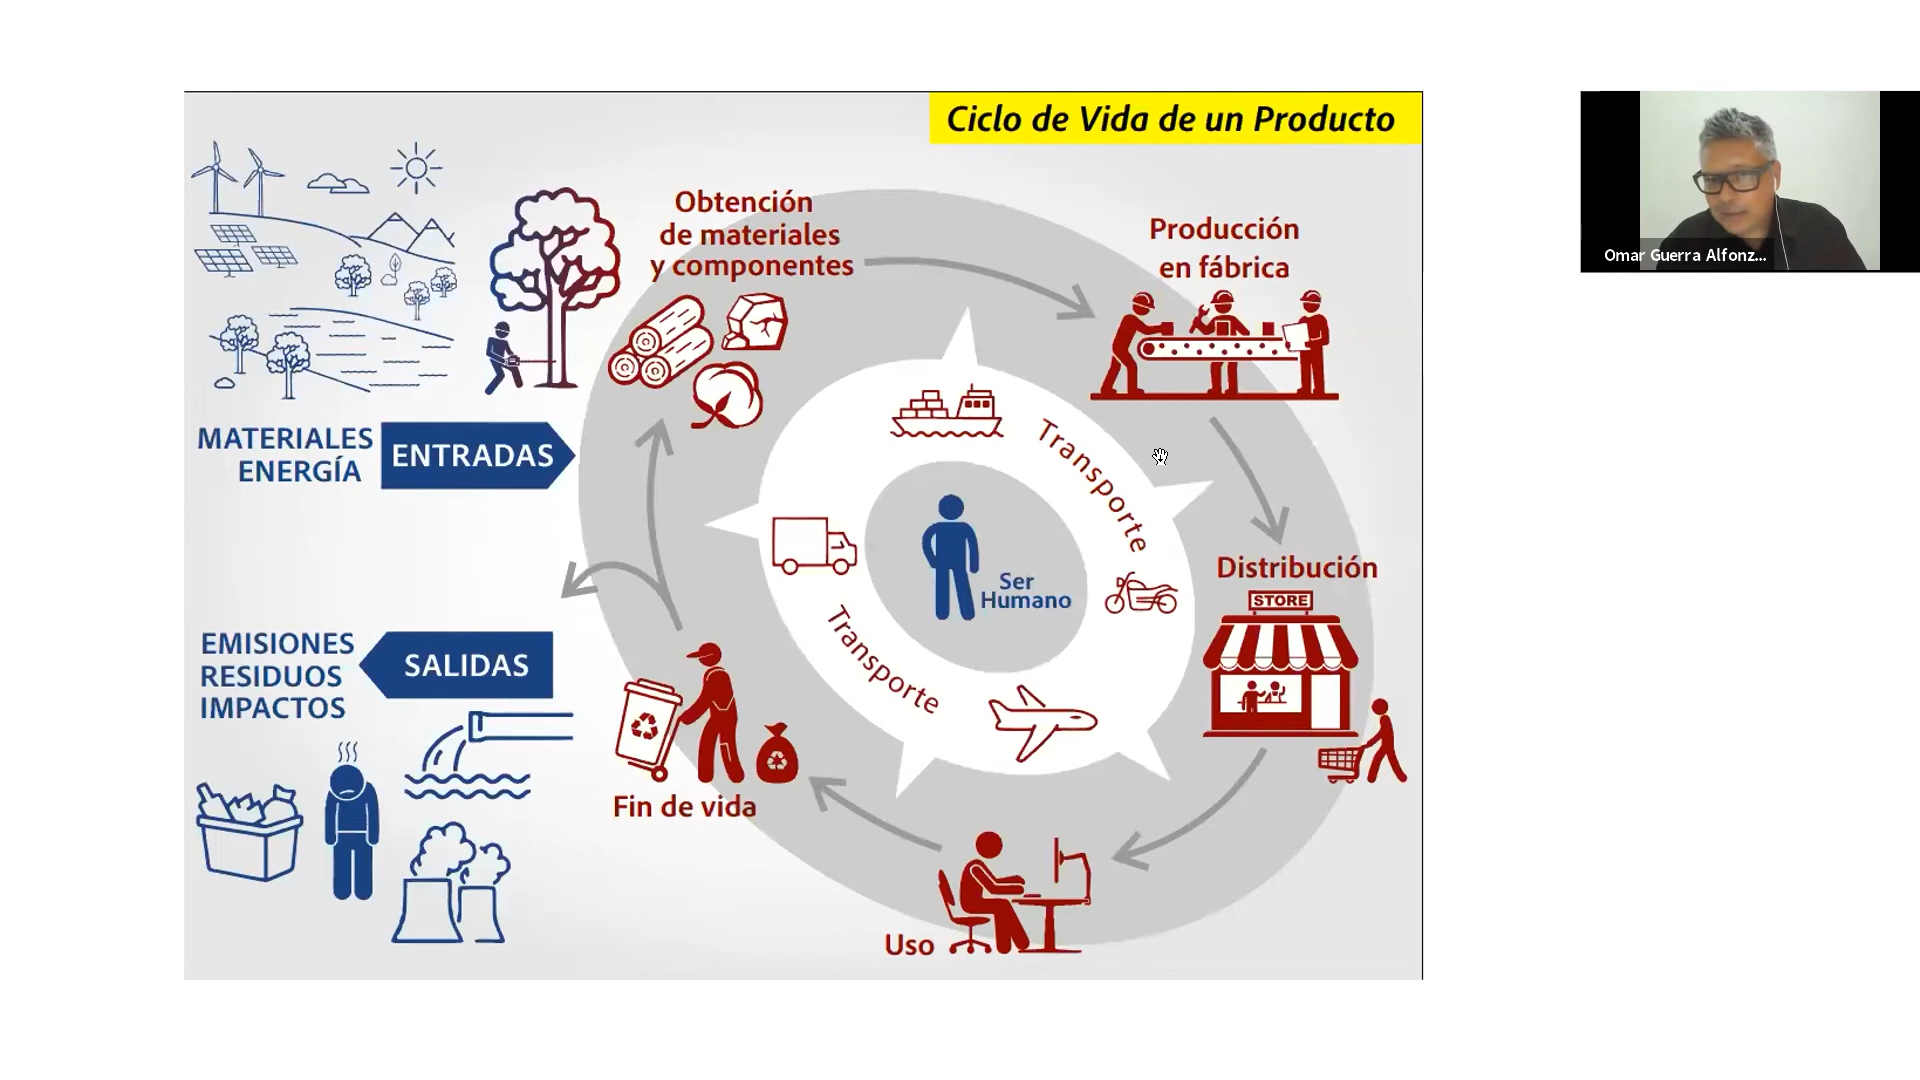 Ciclo de Vida de un Producto
Obtención
de materiales
y componentes
Producción
en fábrica
MATERIALES
ENERGÍA
ENTRADAS
Transporte
Ser
Humano
Distribución
STORE
EMISIONES
RESIDUOS
IMPACTOS
SALIDAS
Transporte
Fin de vida
Uso
Omar Guerra Alfonz...